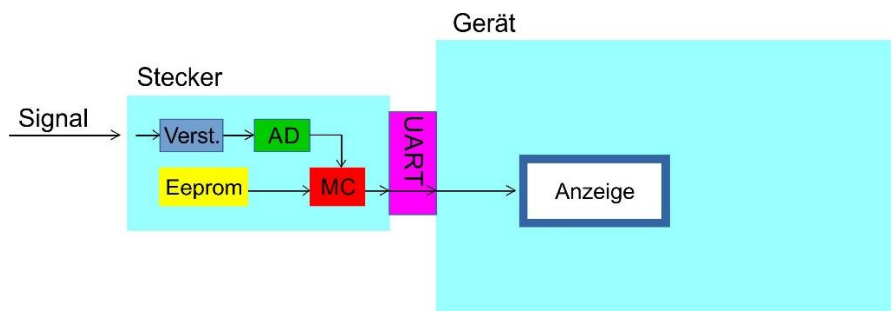 Gerät
Stecker
Signal
Verst.
AD
UART
Eeprom
MC
Anzeige